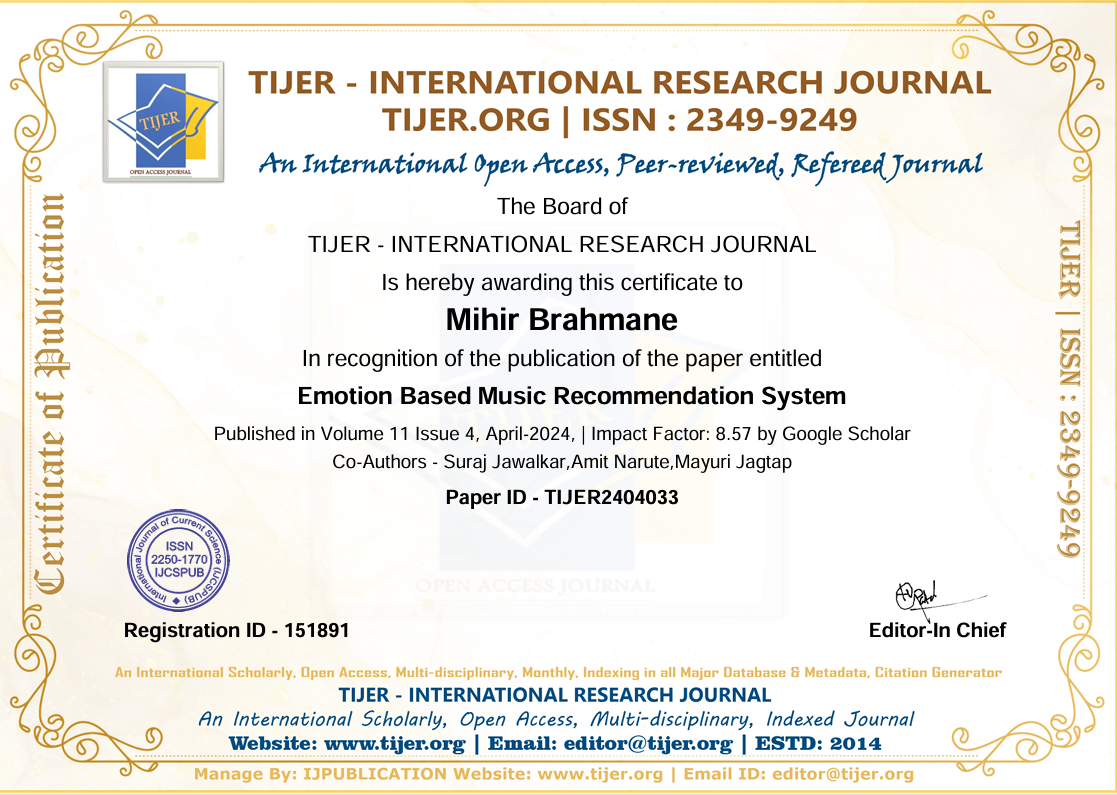 TIJER - INTERNATIONAL RESEARCH JOURNAL
TIJER.ORG | ISSN : 2349-9249
An International Open Access, Peer-reviewed, Refereed Journal
TIJER
OPEN ACCESS JOURNAL
Certificate of Publication
TIJER | ISSN : 2349-9249
The Board of
TIJER - INTERNATIONAL RESEARCH JOURNAL
Is hereby awarding this certificate to
Mihir Brahmane
In recognition of the publication of the paper entitled
Emotion Based Music Recommendation System
Published in Volume 11 Issue 4, April-2024, | Impact Factor: 8.57 by Google Scholar
Co-Authors - Suraj Jawalkar,Amit Narute,Mayuri Jagtap
Paper ID - TIJER2404033
TIJER
OPEN ACCESS JOURNAL
International Journal of Current Science (IJCSPUB)
ISSN
2250-1770
IJCSPUB
Registration ID - 151891
Editor-In Chief
An International Scholarly, Open Access, Multi-disciplinary, Monthly, Indexing in all Major Database & Metadata, Citation Generator
TIJER - INTERNATIONAL RESEARCH JOURNAL
An International Scholarly, Open Access, Multi-disciplinary, Indexed Journal
Website: www.tijer.org | Email: editor@tijer.org | ESTD: 2014
Manage By: IJPUBLICATION Website: www.tijer.org | Email ID: editor@tijer.org